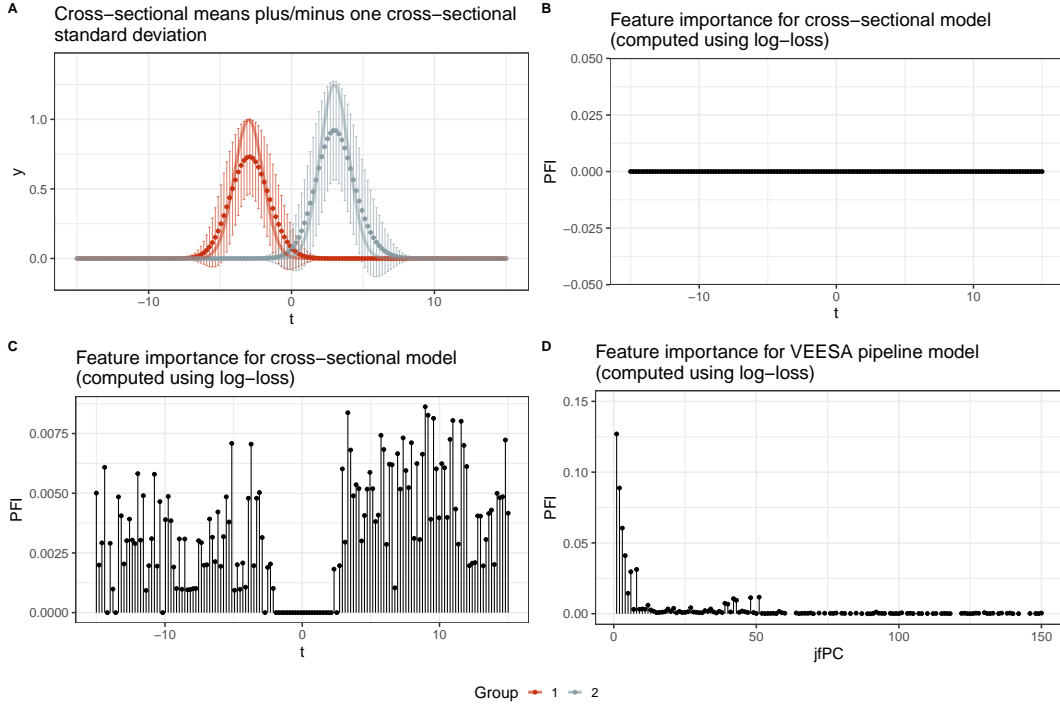 A
Cross−sectional means plus/minus one cross−sectional
standard deviation
1.0
0.5
0.0
y
−10
0
10
t
B
Feature importance for cross−sectional model
(computed using log−loss)
0.050
0.025
0.000
−0.025
−0.050
PFI
−10
0
10
t
C
Feature importance for cross−sectional model
(computed using log−loss)
0.0075
0.0050
0.0025
0.0000
PFI
−10
0
10
t
D
Feature importance for VEESA pipeline model
(computed using log−loss)
0.15
0.10
0.05
0.00
PFI
0
50
100
150
jfPC
Group 1 2